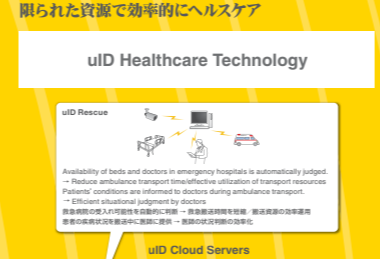 限られた資源で効率的にヘルスケア
uID Healthcare Technology
uID Rescue
Availability of beds and doctors in emergency hospitals is automatically judged.
→ Reduce ambulance transport time/effective utilization of transport resources
Patients' conditions are informed to doctors during ambulance transport.
→ Efficient situational judgment by doctors
救急病院の受入れ可能性を自動的に判断 → 救急搬送時間を短縮／搬送資源の効率運用
患者の疾病状況を搬送中に医師に提供 → 医師の状況判断の効率化
uID Cloud Servers